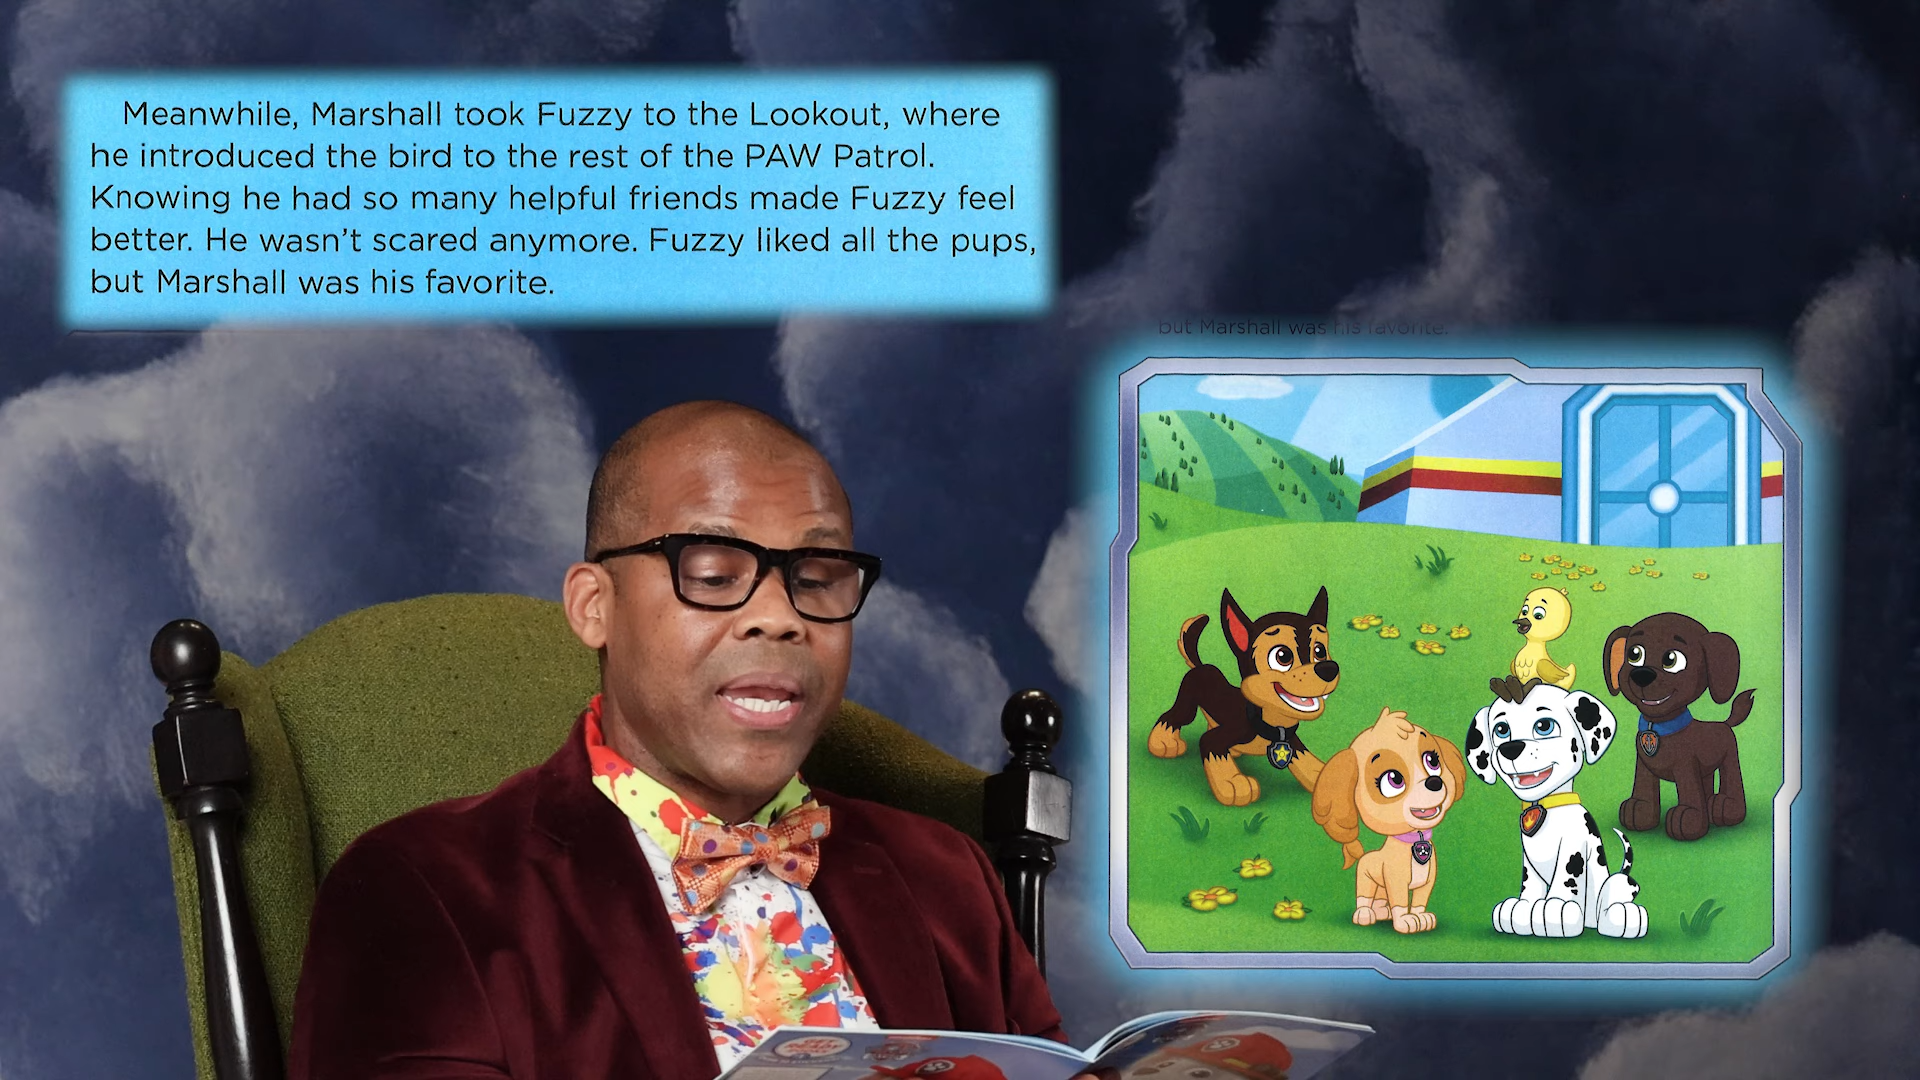 Meanwhile, Marshall took Fuzzy to the Lookout, where
he introduced the bird to the rest of the PAW Patrol.
Knowing he had so many helpful friends made Fuzzy feel
better. He wasn't scared anymore. Fuzzy liked all the pups,
but Marshall was his favorite.
but Marshall was his favorite.
GET
READY